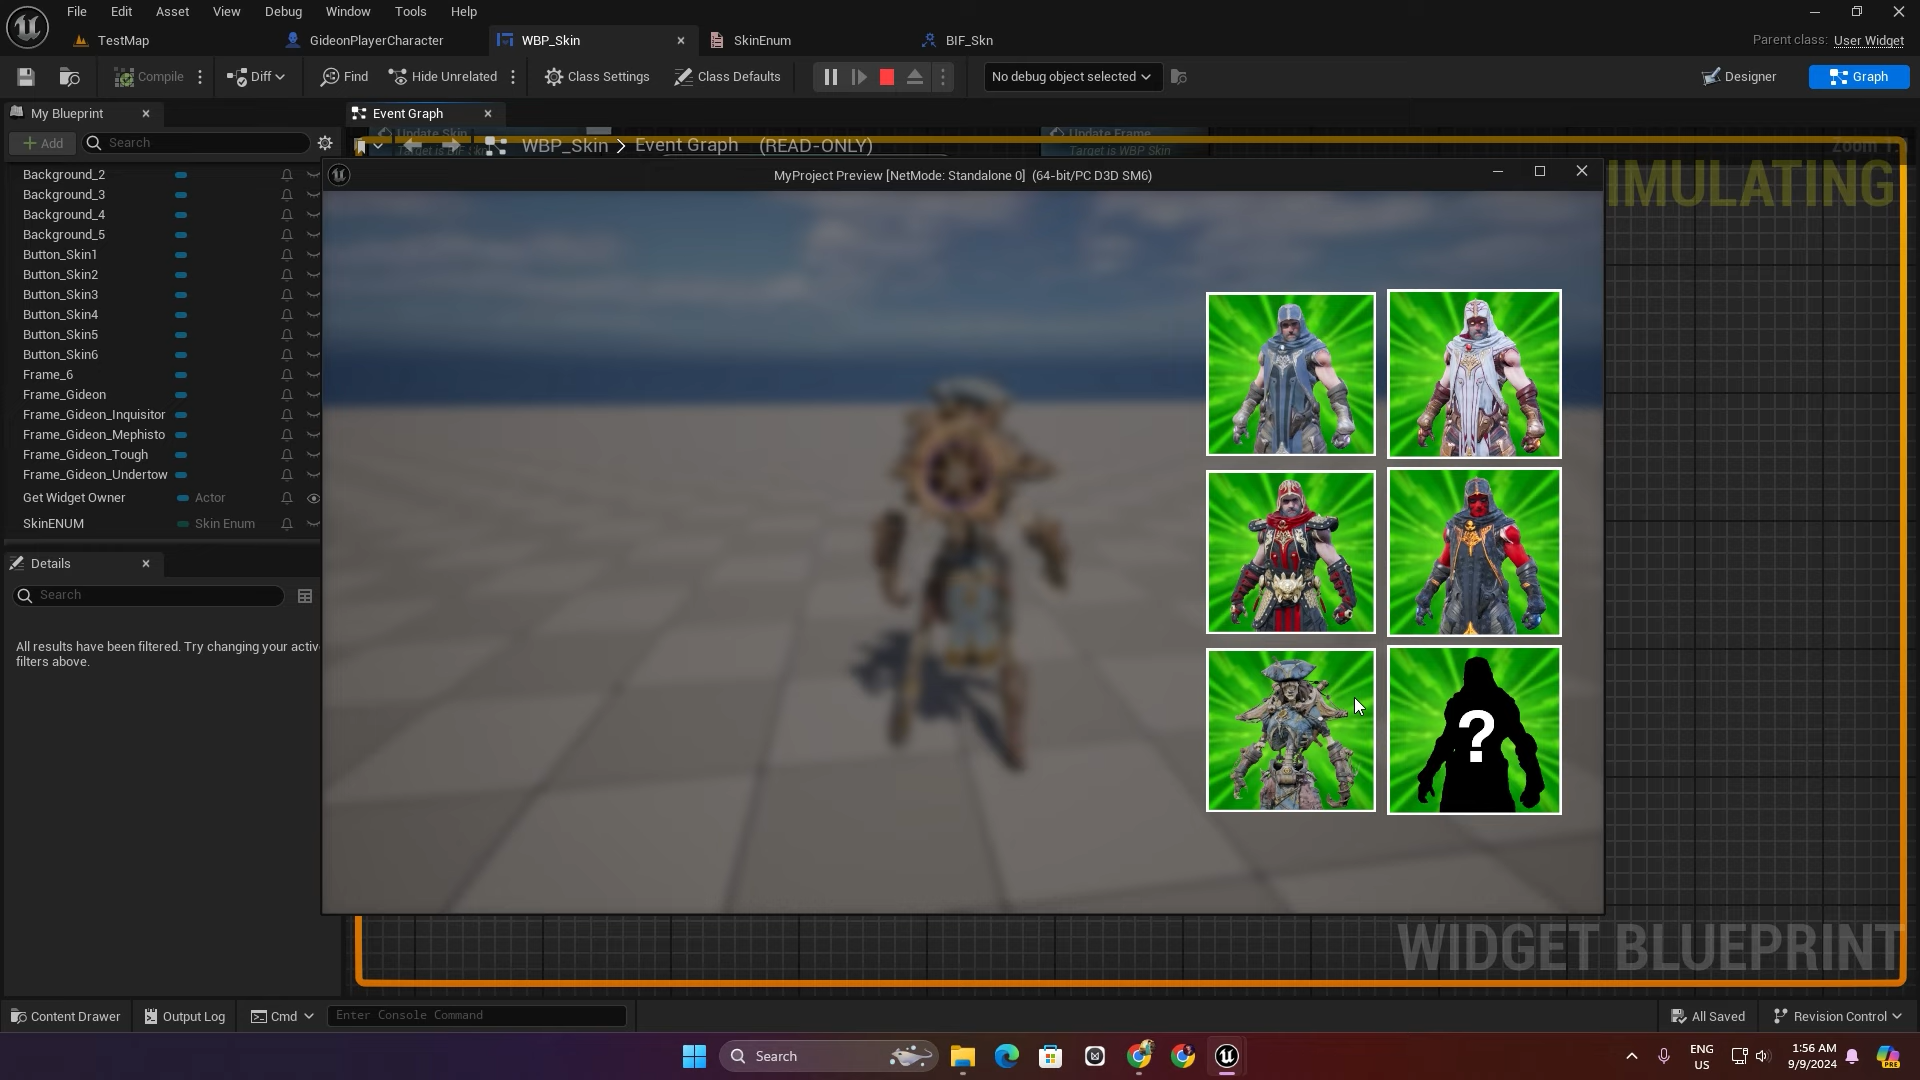 File Edit Asset View Debug Window Tools Help
TestMap GideonPlayerCharacter WBP_Skin SkinEnum BIF_Skn Parent class: User Widget
Compile Diff Find Hide Unrelated Class Settings Class Defaults No debug object selected Designer Graph
My Blueprint Event Graph
Add Search
Update Skin Update Frame
WBP_Skin > Event Graph (READ-ONLY)
Target is WBP Skin
MyProject Preview [NetMode: Standalone 0] (64-bit/PC D3D SM6)
IMULATING
Background_2
Background_3
Background_4
Background_5
Button_Skin1
Button_Skin2
Button_Skin3
Button_Skin4
Button_Skin5
Button_Skin6
Frame_6
Frame_Gideon
Frame_Gideon_Inquisitor
Frame_Gideon_Mephisto
Frame_Gideon_Tough
Frame_Gideon_Undertow
Get Widget Owner Actor
SkinENUM Skin Enum
Details
Search
All results have been filtered. Try changing your activ
filters above.
?
WIDGET BLUEPRINT
Content Drawer Output Log Cmd Enter Console Command All Saved Revision Control
Search ENG US 1:56 AM 9/9/2024 PRE